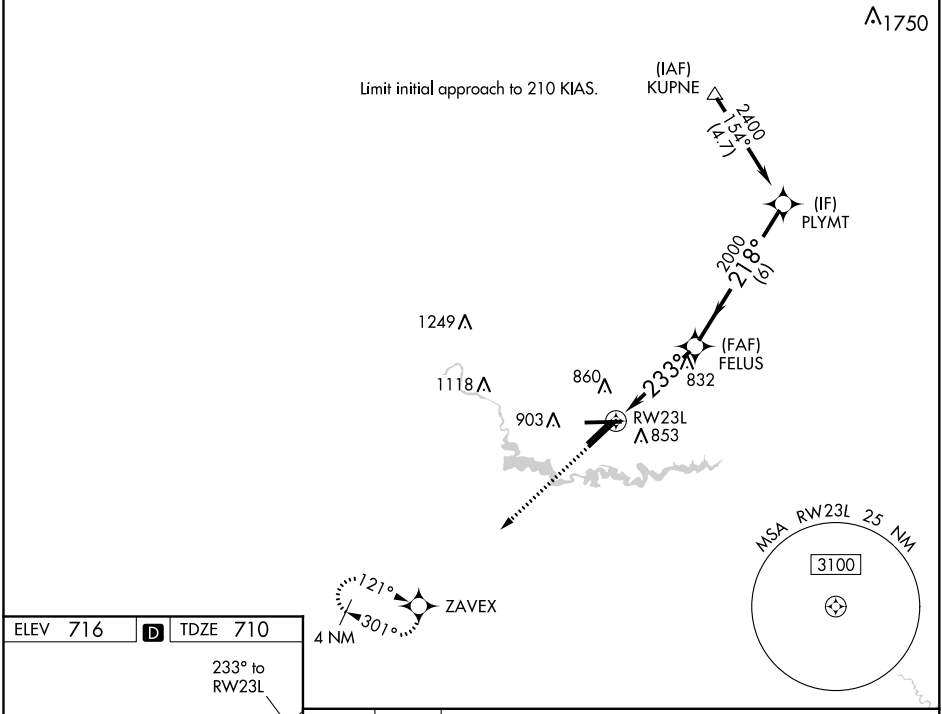 1750
Limit initial approach to 210 KIAS.
(IAF)
KUPNE
2400
154°
(4.7)
(IF)
PLYMT
2000
218°
(6)
1249
(FAF)
FELUS
1118
860
233°
832
903
RW23L
853
MSA RW23L 25 NM
3100
121°
301°
4 NM
ZAVEX
ELEV 716 D TDZE 710
233° to
RW23L